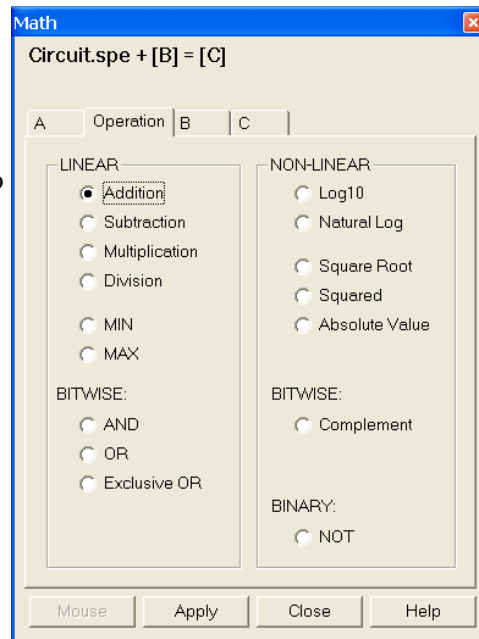 Math
Circuit.spe + [B] = [C]
A Operation B C
LINEAR
Addition
Subtraction
Multiplication
Division
MIN
MAX
BITWISE:
AND
OR
Exclusive OR
NON-LINEAR
Log10
Natural Log
Square Root
Squared
Absolute Value
BITWISE:
Complement
BINARY:
NOT
Mouse Apply Close Help